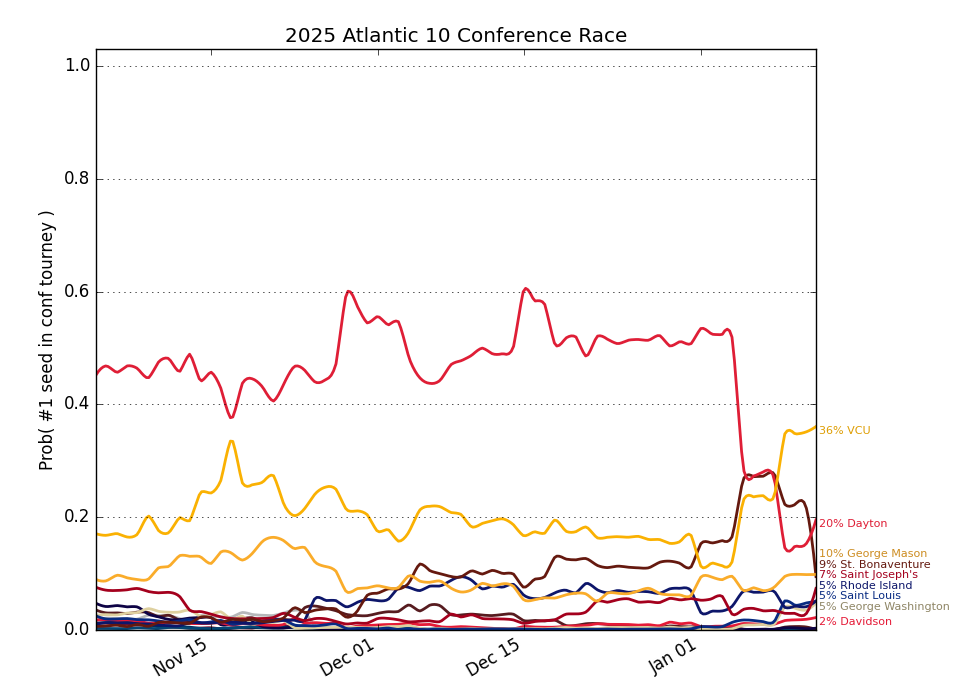 2025 Atlantic 10 Conference Race
Prob( #1 seed in conf tourney )
1.0
0.8
0.6
0.4
0.2
0.0
Nov 15
Dec 01
Dec 15
Jan 01
36% VCU
20% Dayton
10% George Mason
9% St. Bonaventure
7% Saint Joseph's
5% Rhode Island
5% Saint Louis
5% George Washington
2% Davidson